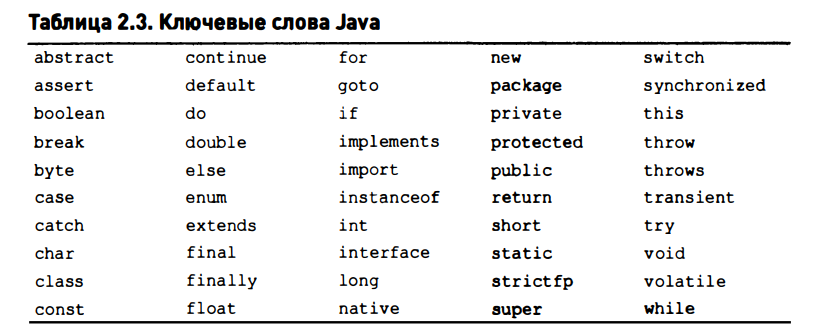 Таблица 2.3. Ключевые слова Java
abstract continue for new switch
assert default goto package synchronized
boolean do if private this
break double implements protected throw
byte else import public throws
case enum instanceof return transient
catch extends int short try
char final interface static void
class finally long strictfp volatile
const float native super while